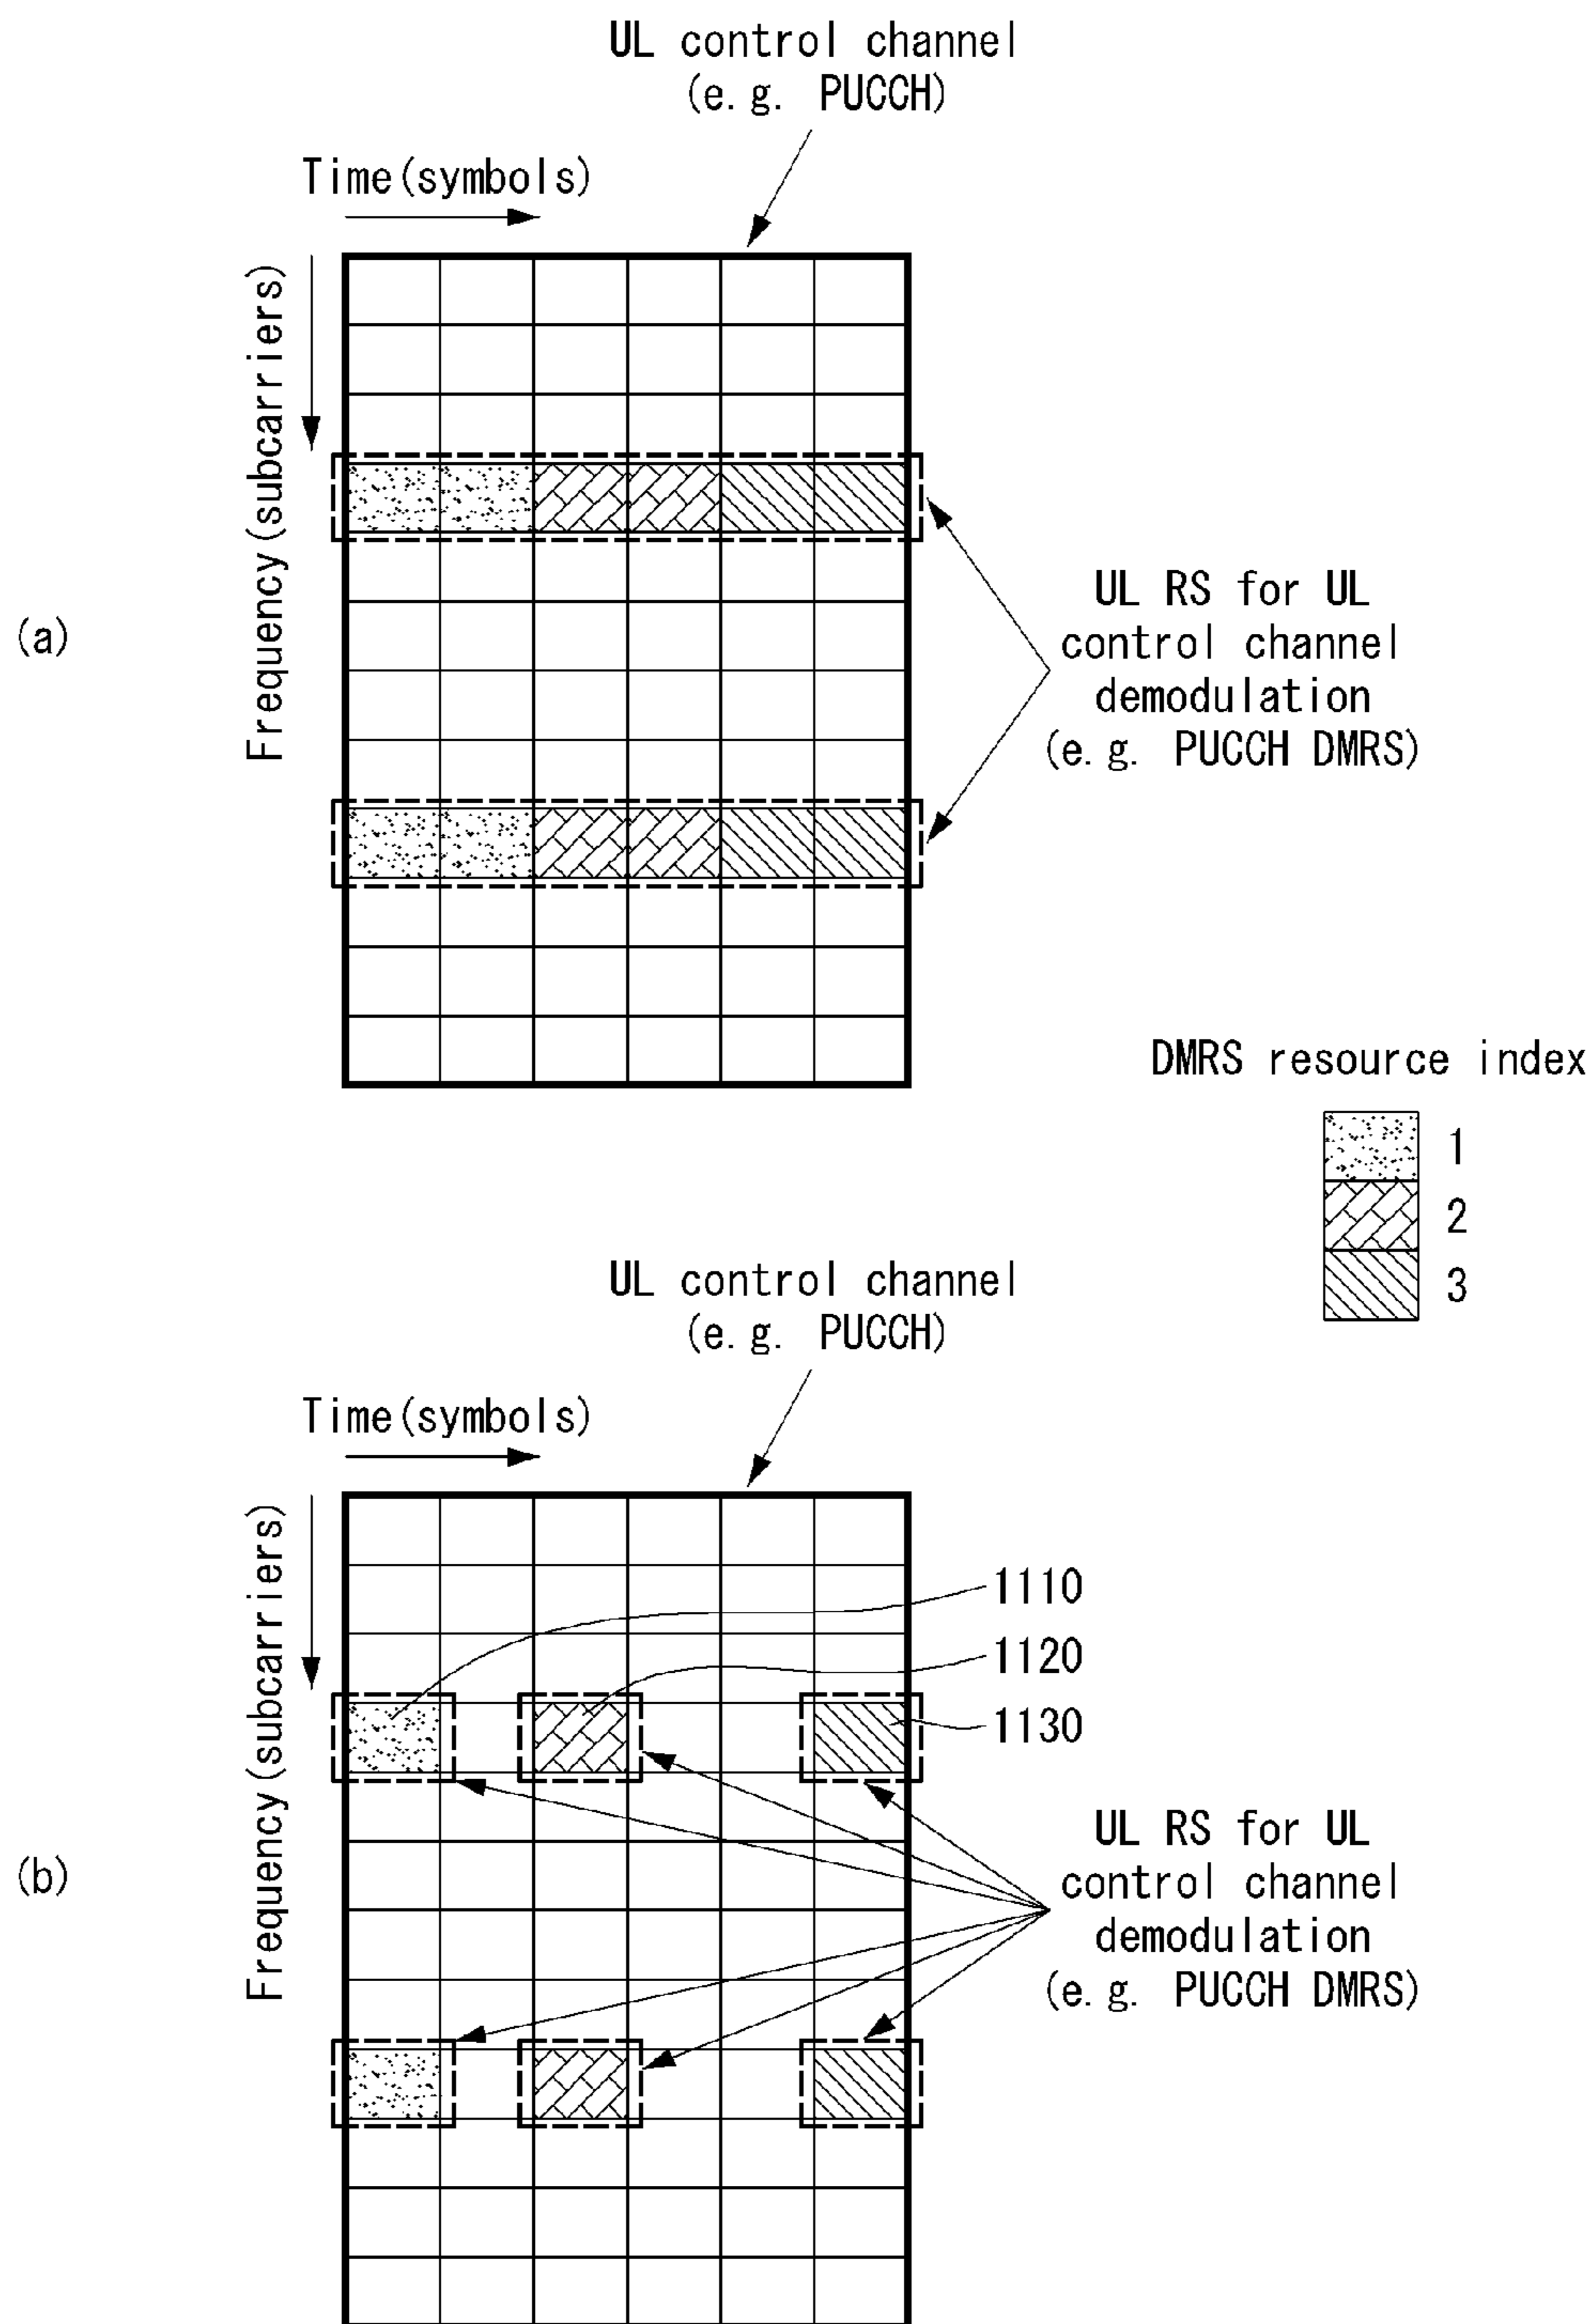 UL control channel
(e.g. PUCCH)
Time(symbols)
Frequency(subcarriers)
(a)
UL RS for UL
control channel
demodulation
(e.g. PUCCH DMRS)
DMRS resource index
1
2
3
UL control channel
(e.g. PUCCH)
Time(symbols)
Frequency(subcarriers)
1110
1120
1130
(b)
UL RS for UL
control channel
demodulation
(e.g. PUCCH DMRS)